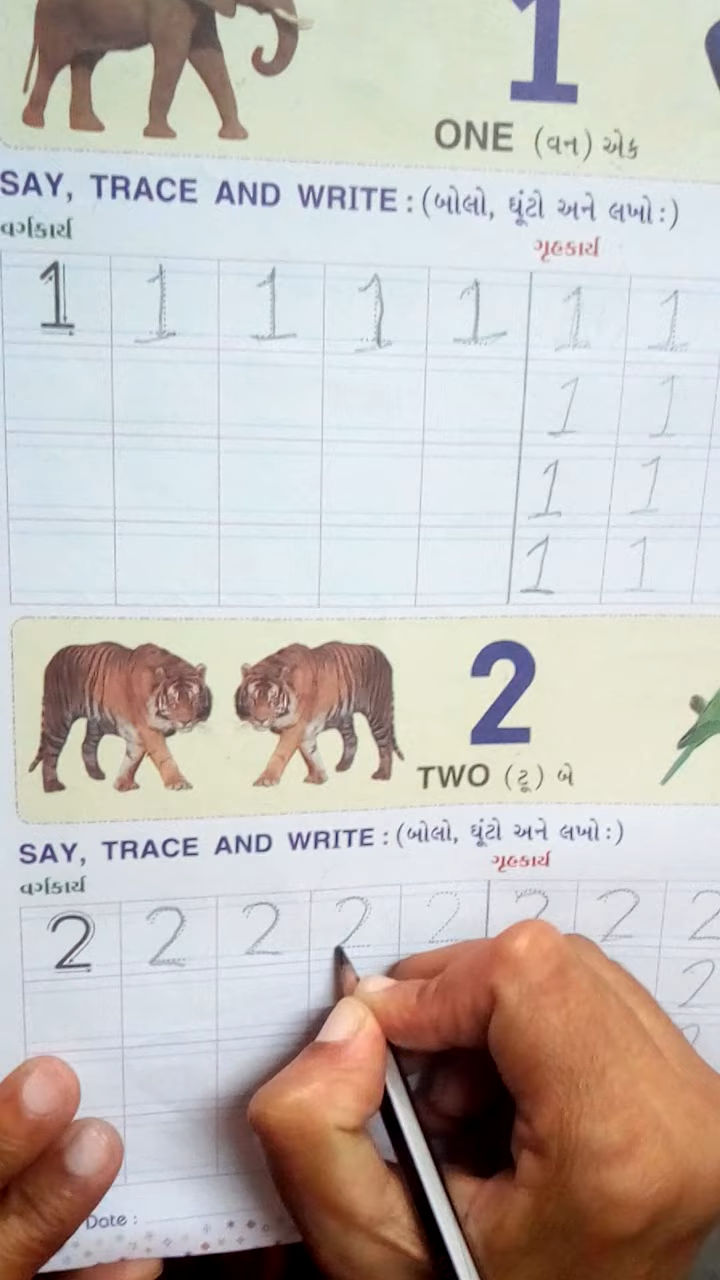 1
ONE (વન) એક
SAY, TRACE AND WRITE : (બોલો, ઘૂંટો અને લખો :)
વર્ગકાર્ય
ગૃહકાર્ય
1 1 1 1 1 1 1
1 1
1 1
1 1
2
TWO (ટૂ) બે
SAY, TRACE AND WRITE : (બોલો, ઘૂંટો અને લખો :)
વર્ગકાર્ય
ગૃહકાર્ય
2 2 2 2 2 2 2 2
2
Date :